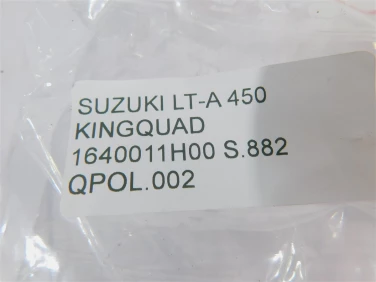 SUZUKI LT-A 450
KINGQUAD
1640011H00 S.882
QPOL.002